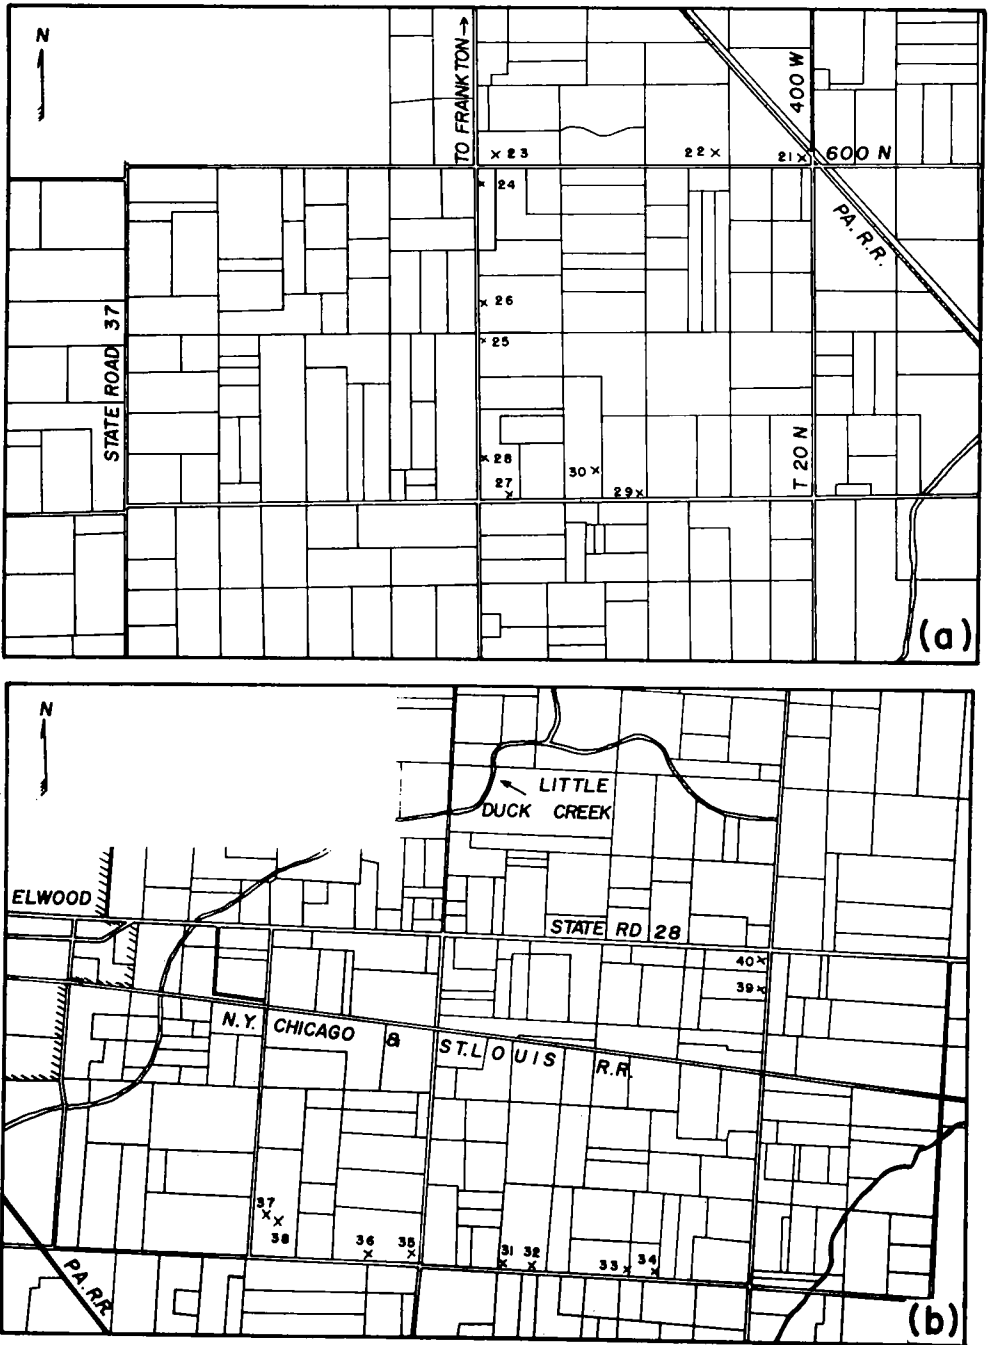 N
TO FRANKTON→
400 W
23
22
21
600 N
24
PA. R.R.
26
STATE ROAD 37
25
T 20 N
28
30
27
29
(a)
N
LITTLE
DUCK CREEK
ELWOOD
STATE RD 28
40
39
N.Y. CHICAGO & ST. LOUIS R.R.
37
38
36
35
31
32
33
34
PA. R.R.
(b)